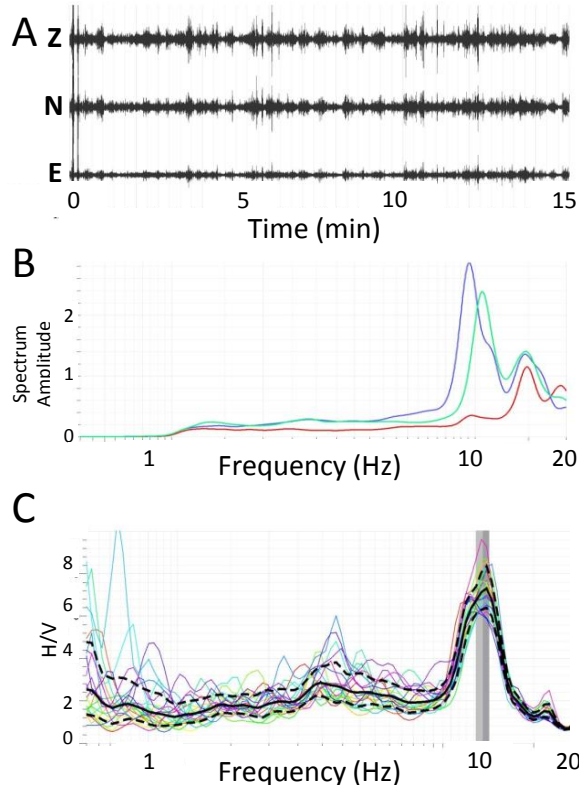 A
Z
N
E
0 5 10 15
Time (min)
B
2
1
0
Spectrum
Amplitude
1 10 20
Frequency (Hz)
C
8
6
4
2
0
H/V
1 10 20
Frequency (Hz)